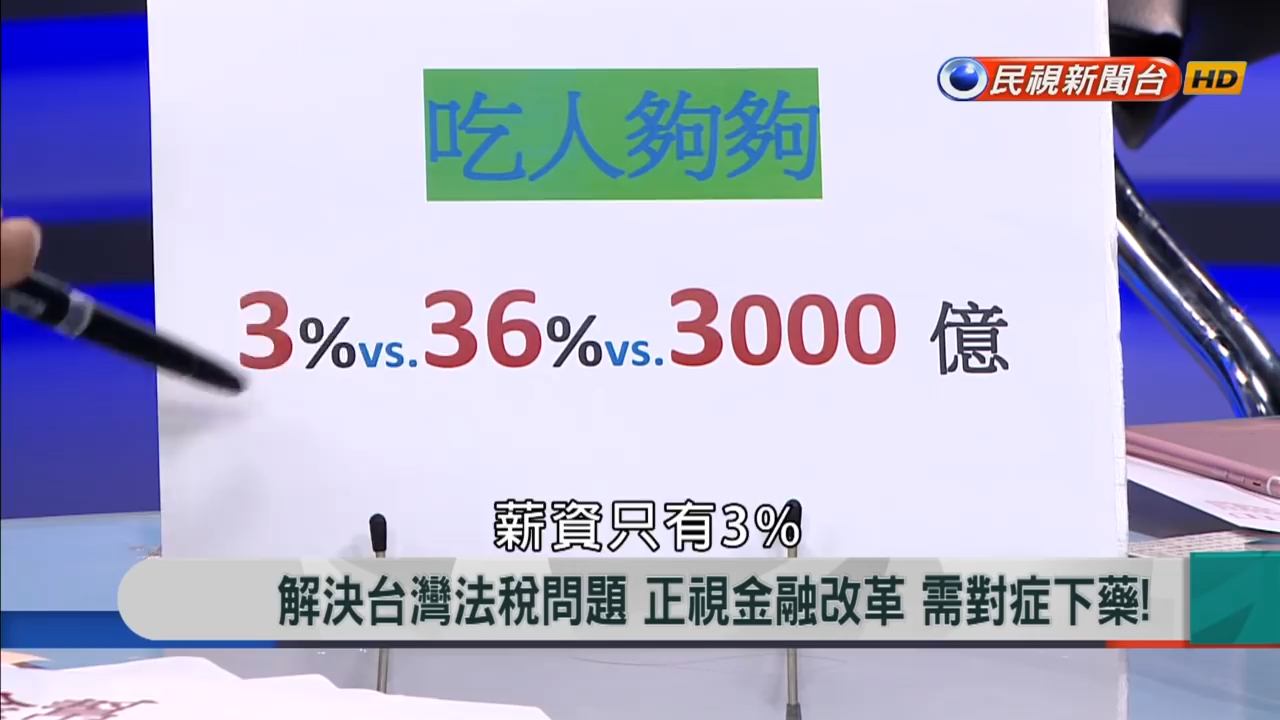 民視新聞台 HD
吃人夠夠
3%vs.36%vs.3000 億
薪資只有3%
解決台灣法稅問題 正視金融改革 需對症下藥!